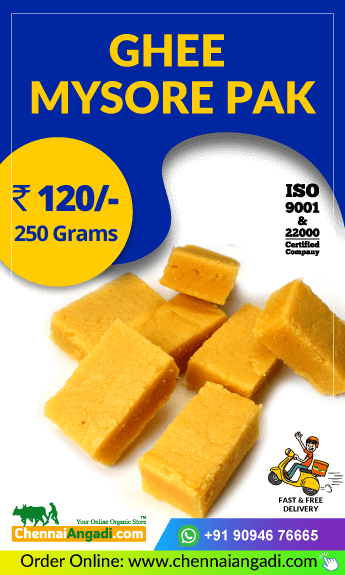 GHEE
MYSORE PAK
₹ 120/-
250 Grams
ISO
9001
&
22000
Certified
Company
FAST & FREE
DELIVERY
Your Online Organic Store
TM
ChennaiAngadi.com
+91 90946 76665
Order Online: www.chennaiangadi.com